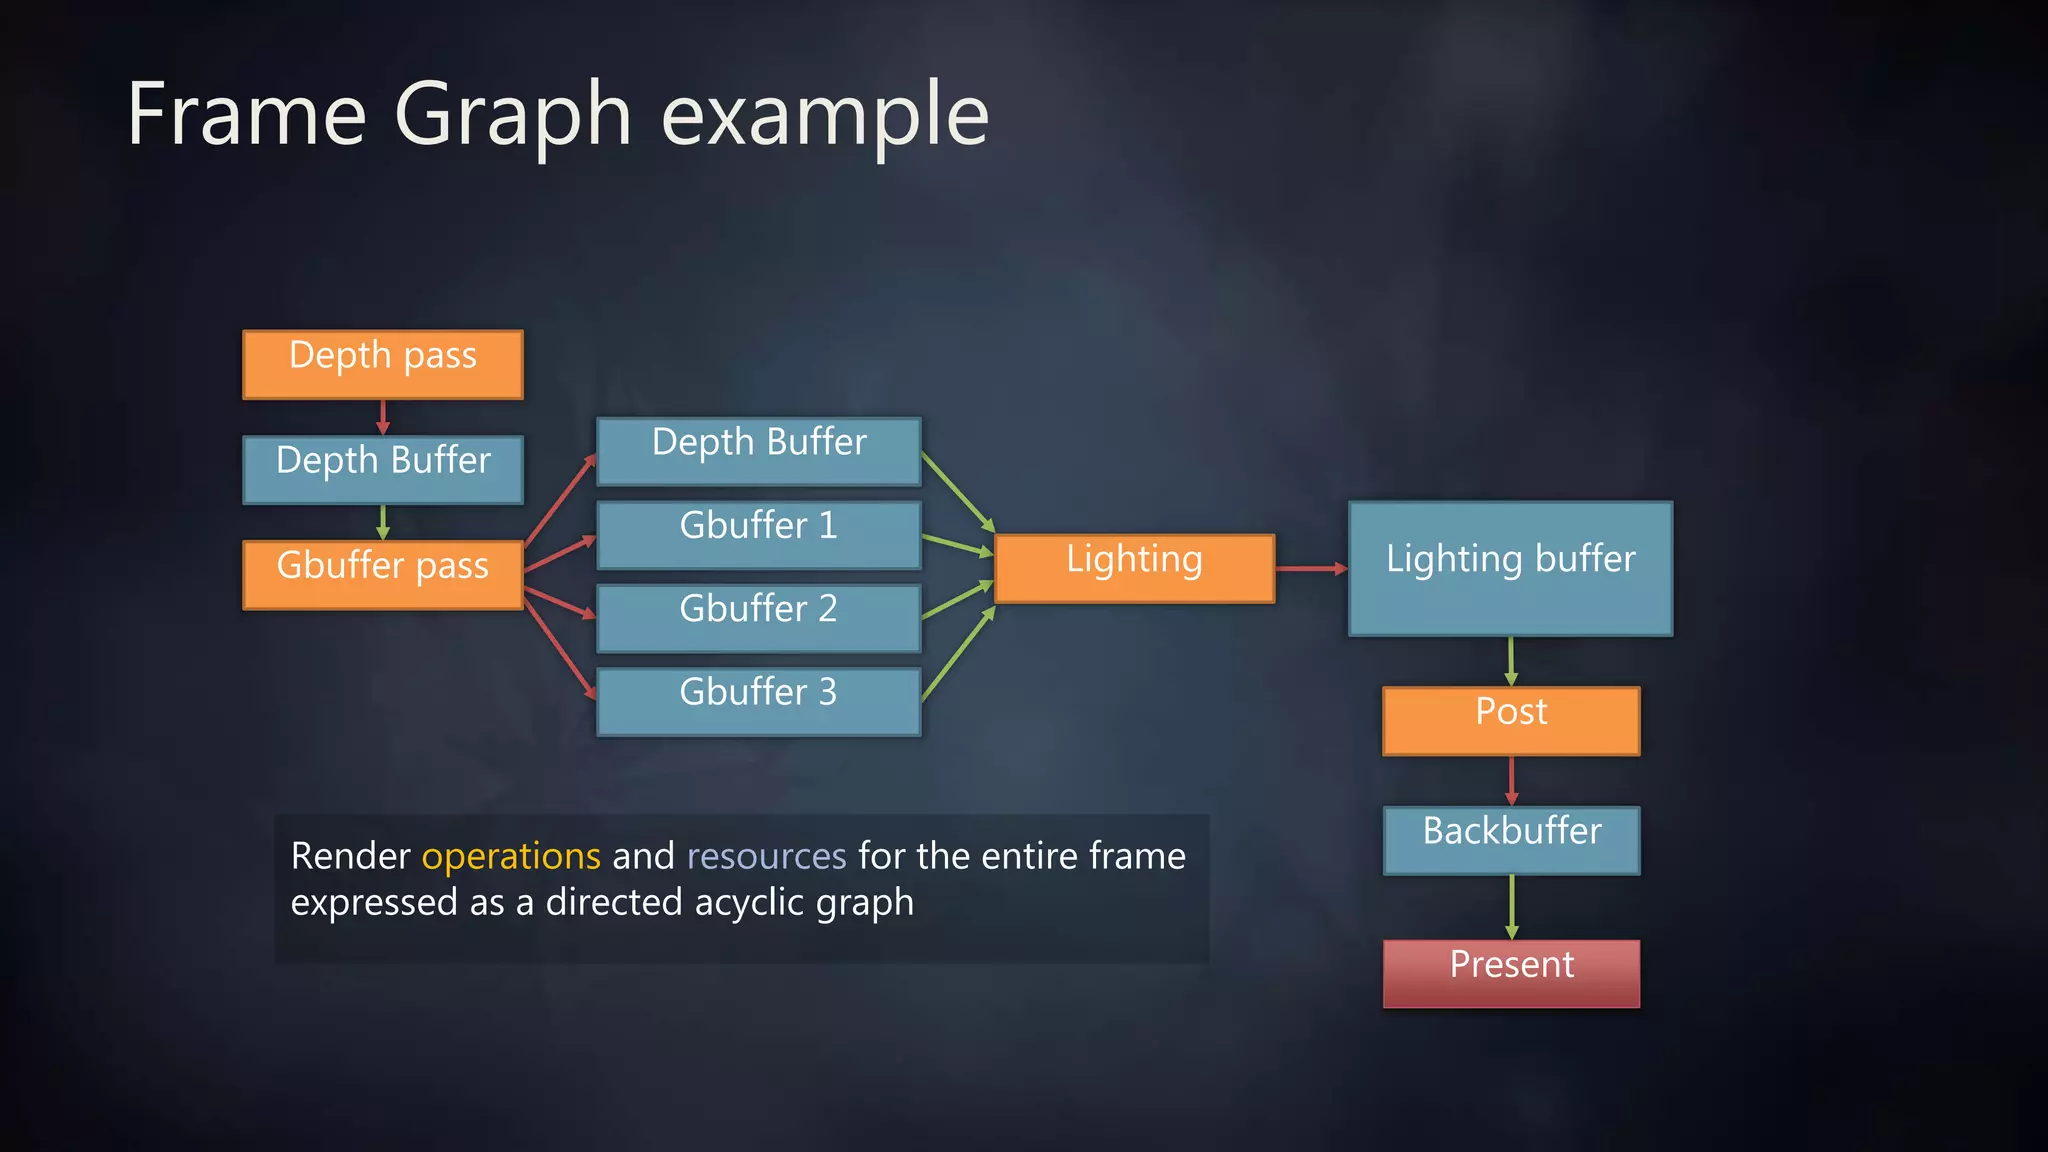 Frame Graph example
Depth pass
Depth Buffer
Gbuffer pass
Depth Buffer
Gbuffer 1
Gbuffer 2
Gbuffer 3
Lighting
Lighting buffer
Post
Backbuffer
Present
Render operations and resources for the entire frame
expressed as a directed acyclic graph